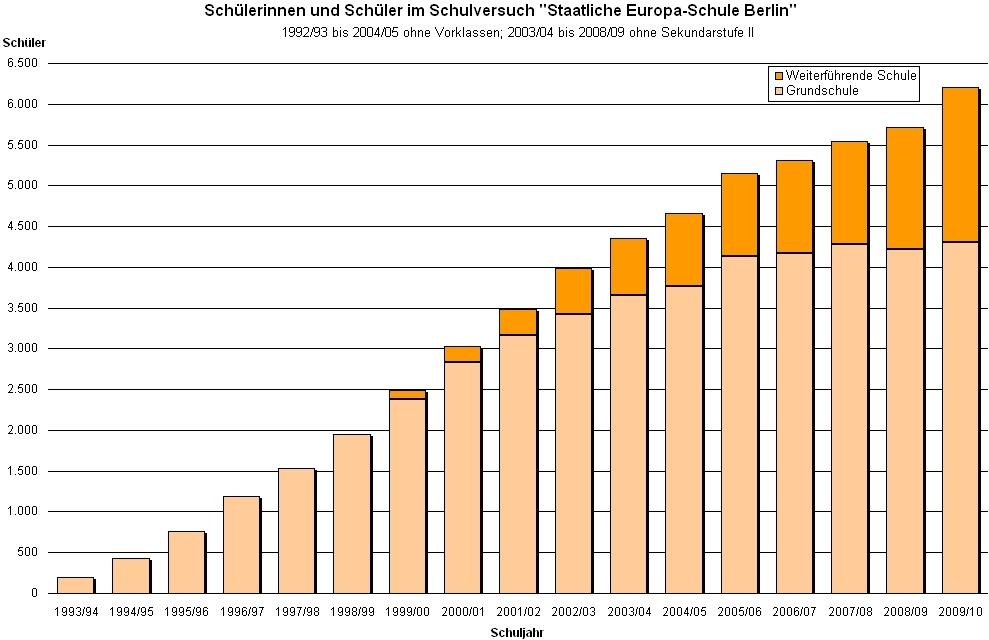 Schülerinnen und Schüler im Schulversuch "Staatliche Europa-Schule Berlin"
1992/93 bis 2004/05 ohne Vorklassen; 2003/04 bis 2008/09 ohne Sekundarstufe II
Schüler
6.500
Weiterführende Schule
Grundschule
6.000
5.500
5.000
4.500
4.000
3.500
3.000
2.500
2.000
1.500
1.000
500
0
1993/94 1994/95 1995/96 1996/97 1997/98 1998/99 1999/00 2000/01 2001/02 2002/03 2003/04 2004/05 2005/06 2006/07 2007/08 2008/09 2009/10
Schuljahr